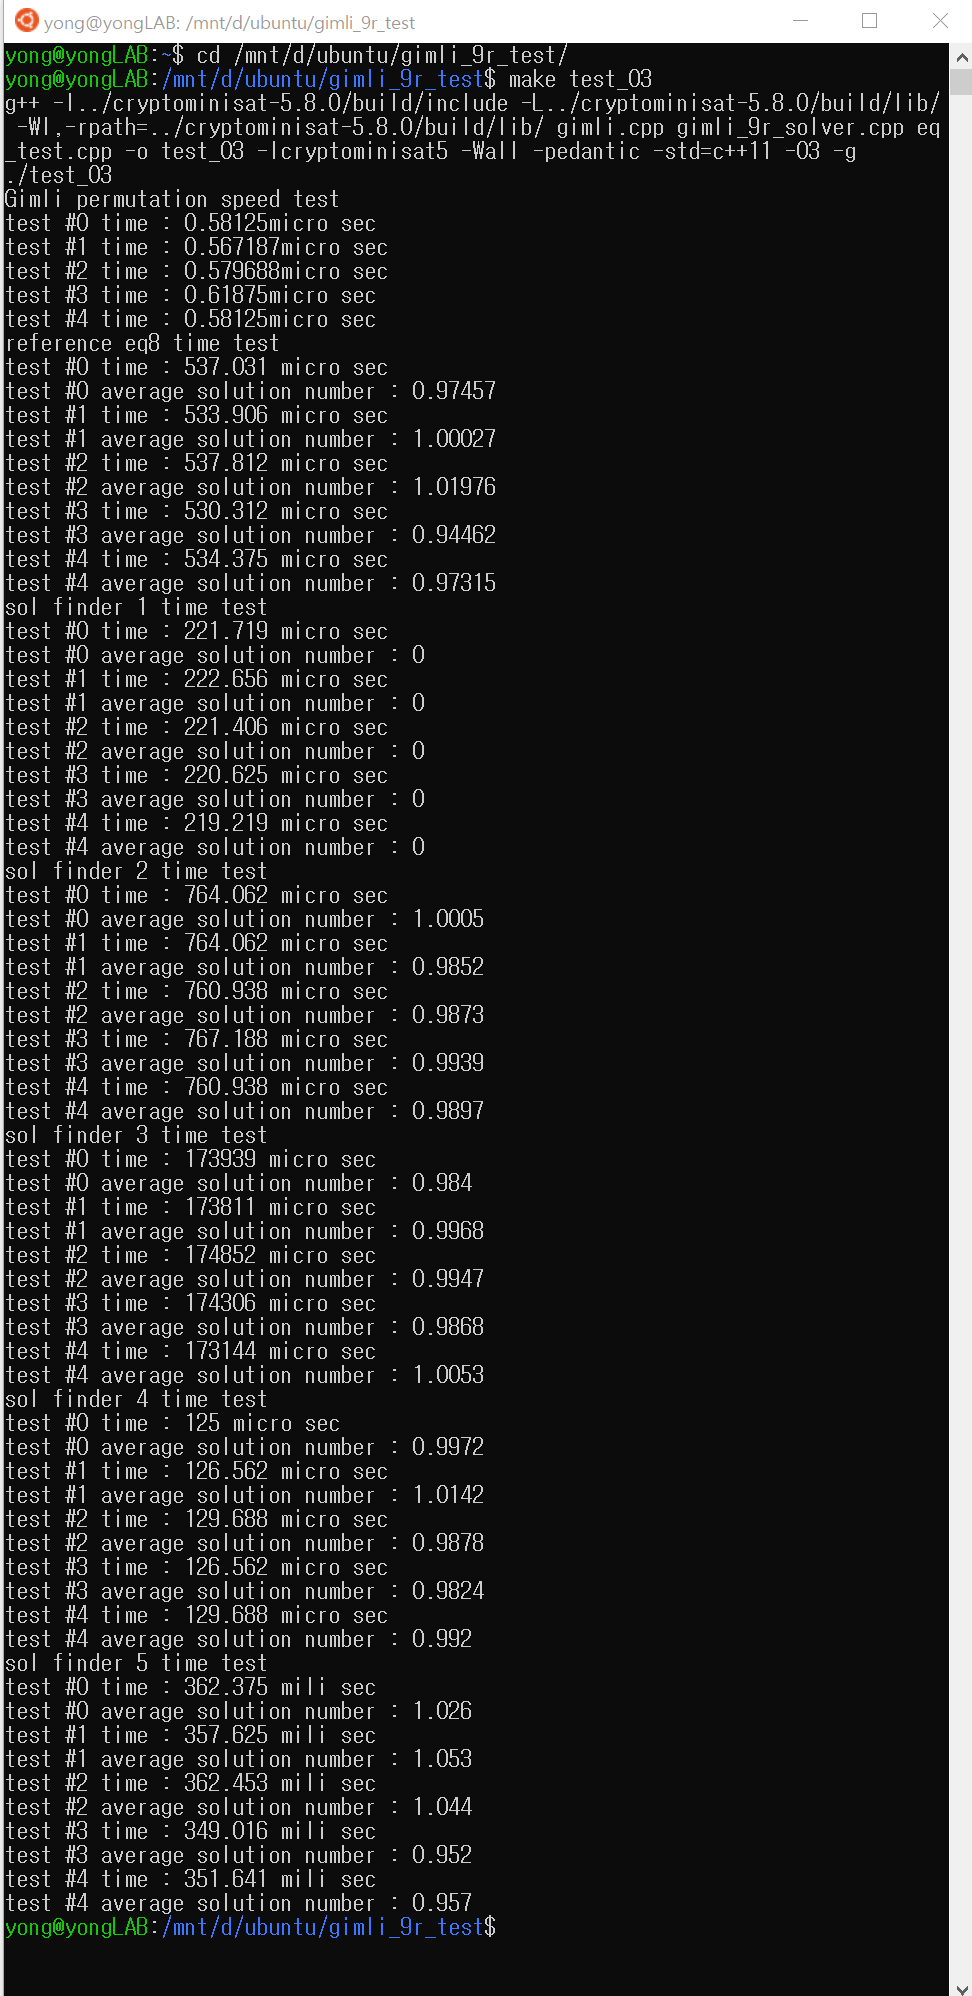 yong@yongLAB: /mnt/d/ubuntu/gimli_9r_test
yong@yongLAB:~$ cd /mnt/d/ubuntu/gimli_9r_test/
yong@yongLAB:/mnt/d/ubuntu/gimli_9r_test$ make test_O3
g++ -I../cryptominisat-5.8.0/build/include -L../cryptominisat-5.8.0/build/lib/
-Wl,-rpath=../cryptominisat-5.8.0/build/lib/ gimli.cpp gimli_9r_solver.cpp eq
_test.cpp -o test_O3 -lcryptominisat5 -Wall -pedantic -std=c++11 -O3 -g
./test_O3
Gimli permutation speed test
test #0 time : 0.58125micro sec
test #1 time : 0.567187micro sec
test #2 time : 0.579688micro sec
test #3 time : 0.61875micro sec
test #4 time : 0.58125micro sec
reference eq8 time test
test #0 time : 537.031 micro sec
test #0 average solution number : 0.97457
test #1 time : 533.906 micro sec
test #1 average solution number : 1.00027
test #2 time : 537.812 micro sec
test #2 average solution number : 1.01976
test #3 time : 530.312 micro sec
test #3 average solution number : 0.94462
test #4 time : 534.375 micro sec
test #4 average solution number : 0.97315
sol finder 1 time test
test #0 time : 221.719 micro sec
test #0 average solution number : 0
test #1 time : 222.656 micro sec
test #1 average solution number : 0
test #2 time : 221.406 micro sec
test #2 average solution number : 0
test #3 time : 220.625 micro sec
test #3 average solution number : 0
test #4 time : 219.219 micro sec
test #4 average solution number : 0
sol finder 2 time test
test #0 time : 764.062 micro sec
test #0 average solution number : 1.0005
test #1 time : 764.062 micro sec
test #1 average solution number : 0.9852
test #2 time : 760.938 micro sec
test #2 average solution number : 0.9873
test #3 time : 767.188 micro sec
test #3 average solution number : 0.9939
test #4 time : 760.938 micro sec
test #4 average solution number : 0.9897
sol finder 3 time test
test #0 time : 173939 micro sec
test #0 average solution number : 0.984
test #1 time : 173811 micro sec
test #1 average solution number : 0.9968
test #2 time : 174852 micro sec
test #2 average solution number : 0.9947
test #3 time : 174306 micro sec
test #3 average solution number : 0.9868
test #4 time : 173144 micro sec
test #4 average solution number : 1.0053
sol finder 4 time test
test #0 time : 125 micro sec
test #0 average solution number : 0.9972
test #1 time : 126.562 micro sec
test #1 average solution number : 1.0142
test #2 time : 129.688 micro sec
test #2 average solution number : 0.9878
test #3 time : 126.562 micro sec
test #3 average solution number : 0.9824
test #4 time : 129.688 micro sec
test #4 average solution number : 0.992
sol finder 5 time test
test #0 time : 362.375 mili sec
test #0 average solution number : 1.026
test #1 time : 357.625 mili sec
test #1 average solution number : 1.053
test #2 time : 362.453 mili sec
test #2 average solution number : 1.044
test #3 time : 349.016 mili sec
test #3 average solution number : 0.952
test #4 time : 351.641 mili sec
test #4 average solution number : 0.957
yong@yongLAB:/mnt/d/ubuntu/gimli_9r_test$